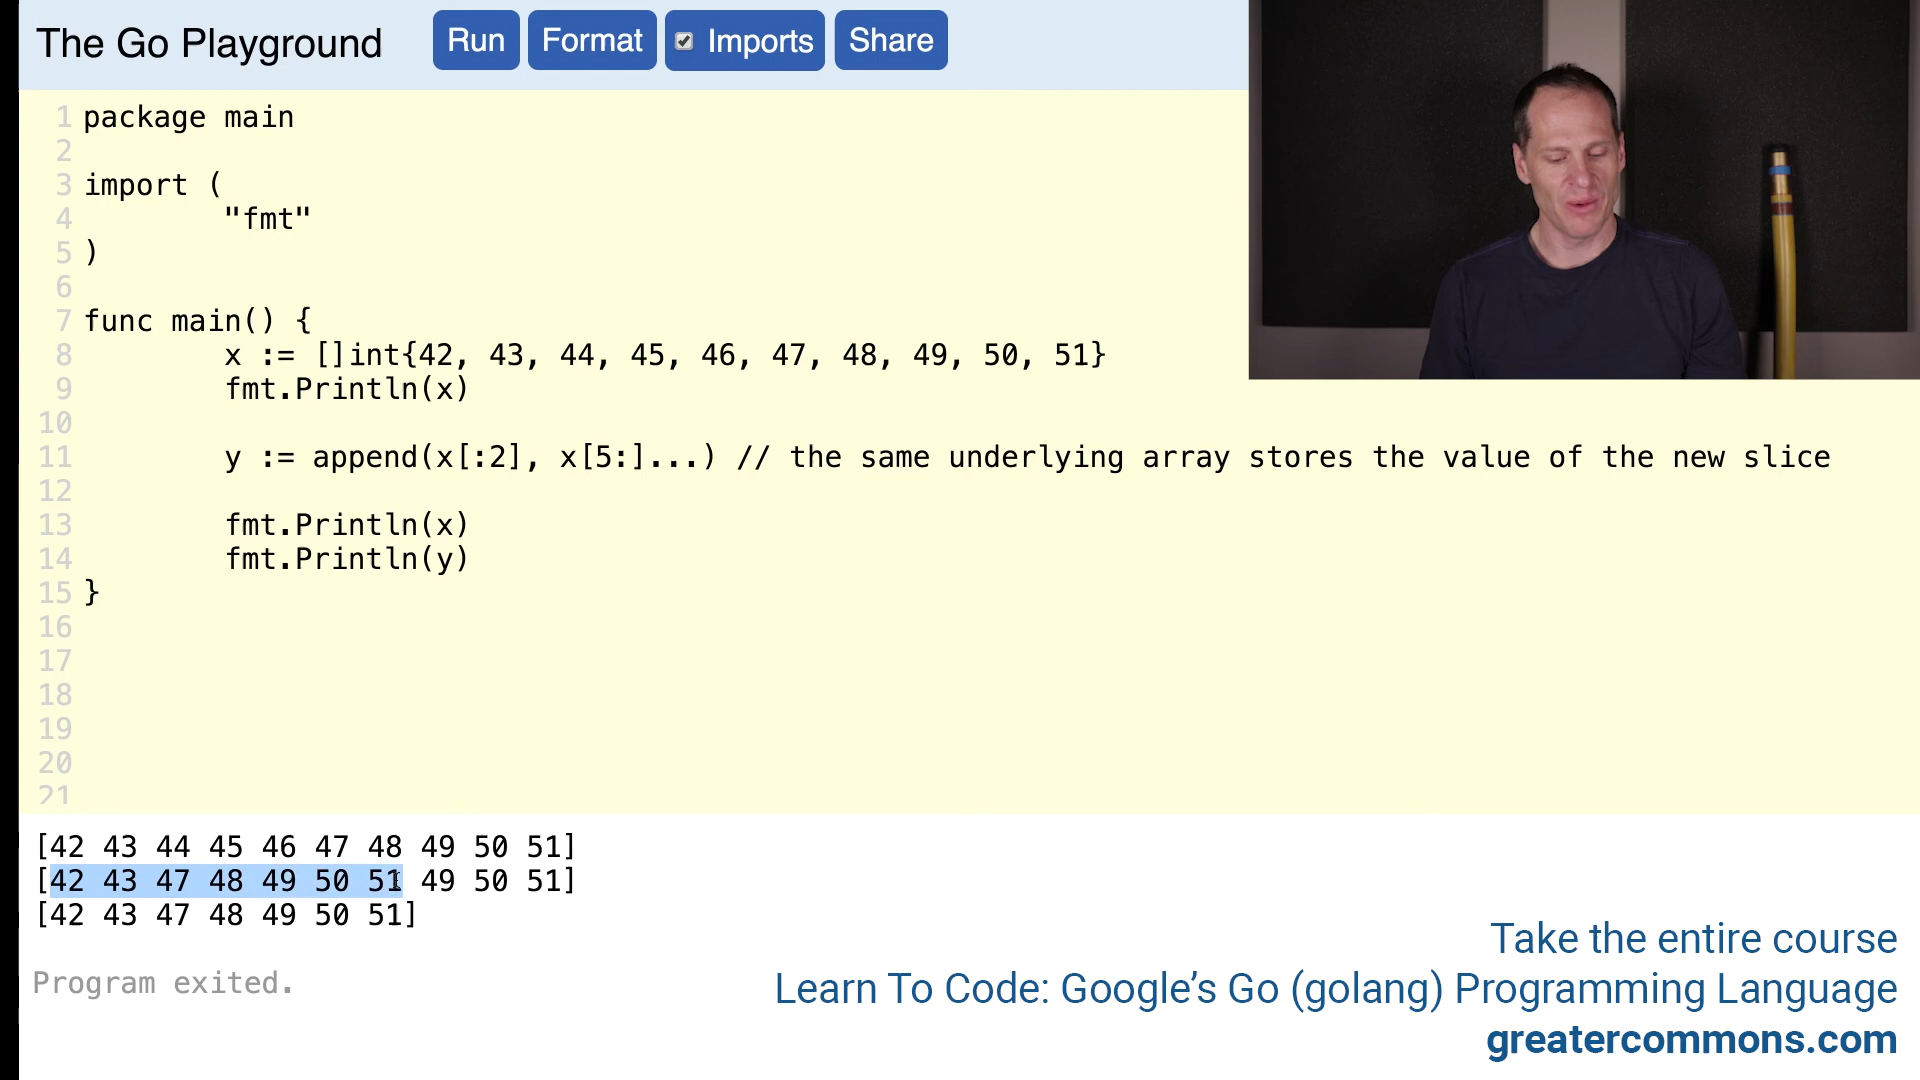 The Go Playground Run Format Imports Share
1 package main
2
3 import (
4 "fmt"
5 )
6
7 func main() {
8 x := []int{42, 43, 44, 45, 46, 47, 48, 49, 50, 51}
9 fmt.Println(x)
10
11 y := append(x[:2], x[5:]...) // the same underlying array stores the value of the new slice
12
13 fmt.Println(x)
14 fmt.Println(y)
15 }
16
17
18
19
20
21
[42 43 44 45 46 47 48 49 50 51]
[42 43 47 48 49 50 51 49 50 51]
[42 43 47 48 49 50 51]
Program exited.
Take the entire course
Learn To Code: Google’s Go (golang) Programming Language
greatercommons.com